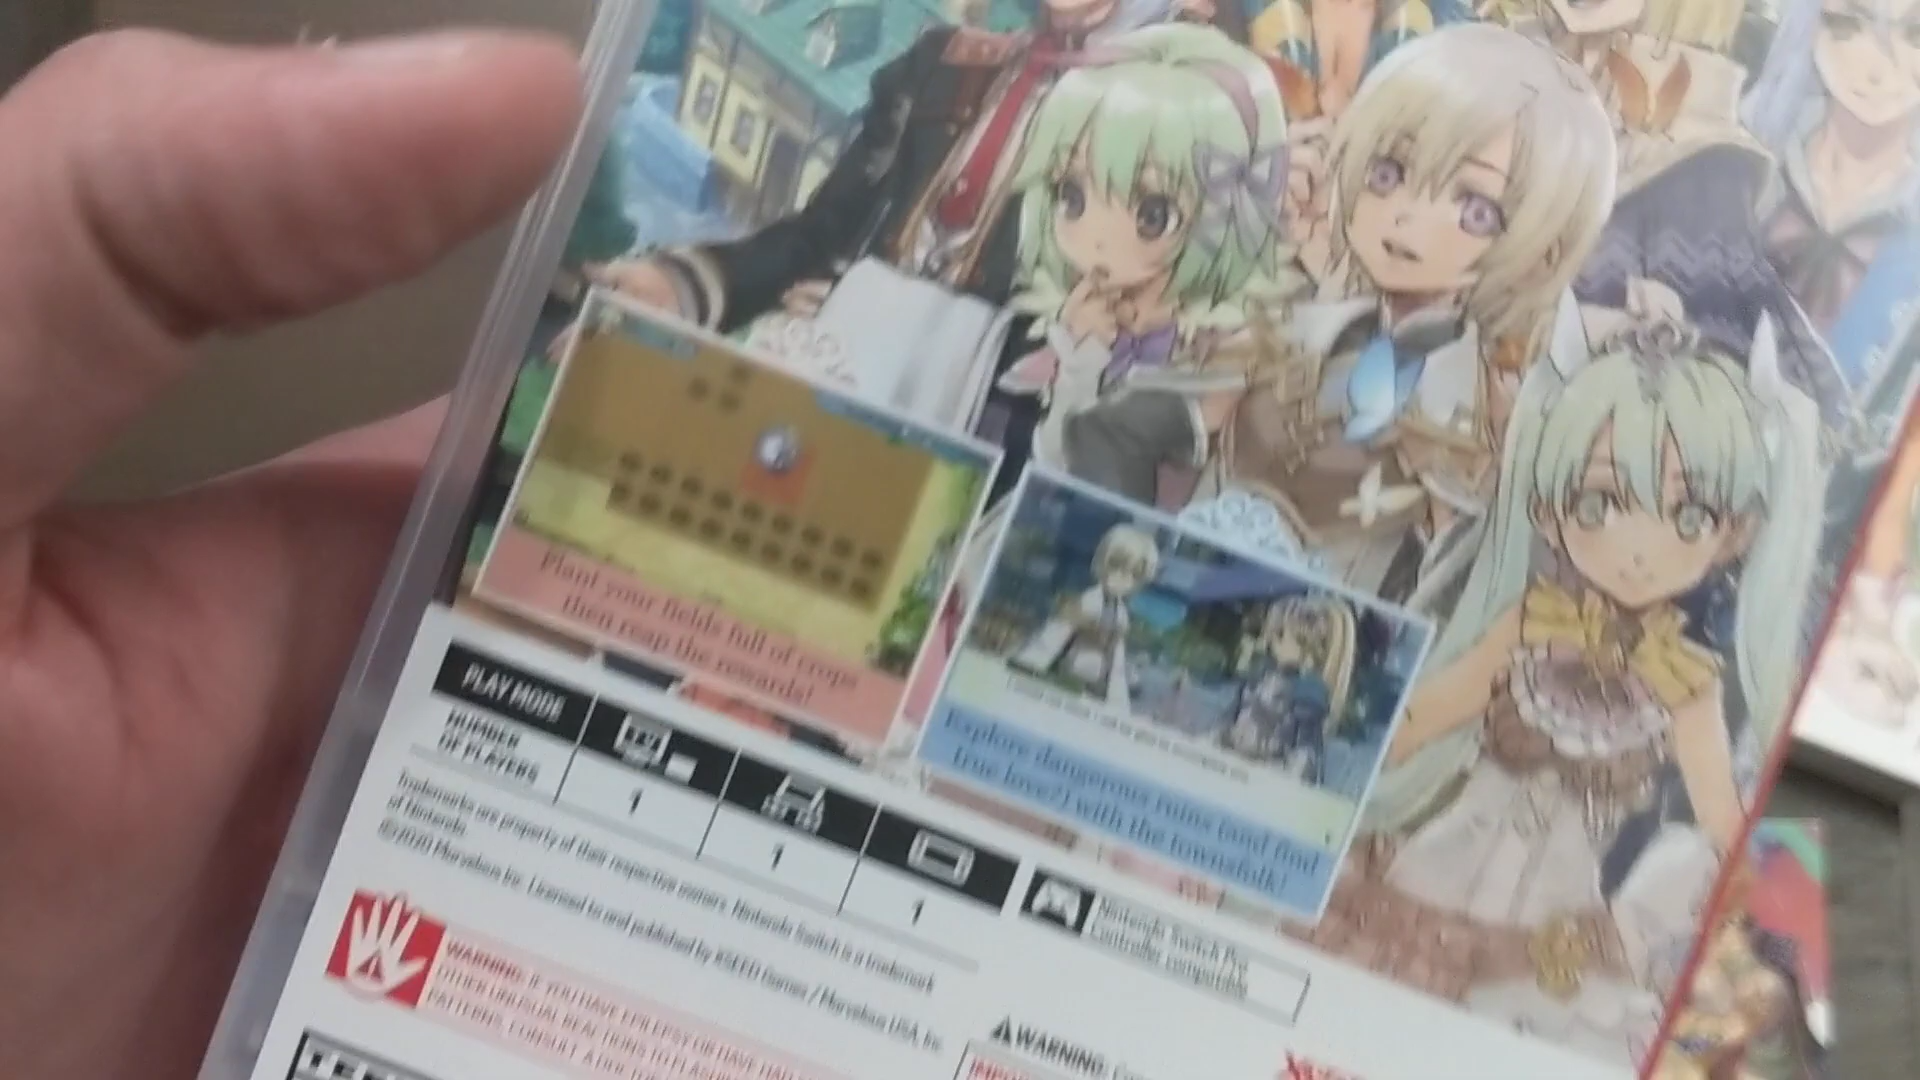 Plant your fields full of crops
then reap the rewards!
Explore dangerous ruins (and find
true love?) with the townsfolk!
PLAY MODE
NUMBER
OF PLAYERS
1
1
1
Nintendo Switch Pro
Controller compatible
Trademarks are property of their respective owners. Nintendo Switch is a trademark
of Nintendo.
©2020 Marvelous Inc. Licensed to and published by XSEED Games / Marvelous USA, Inc.
WARNING: IF YOU HAVE EPILEPSY OR HAVE HAD
OTHER UNUSUAL REACTIONS TO FLASHING
PATTERNS, CONSULT A DOC
WARNING: